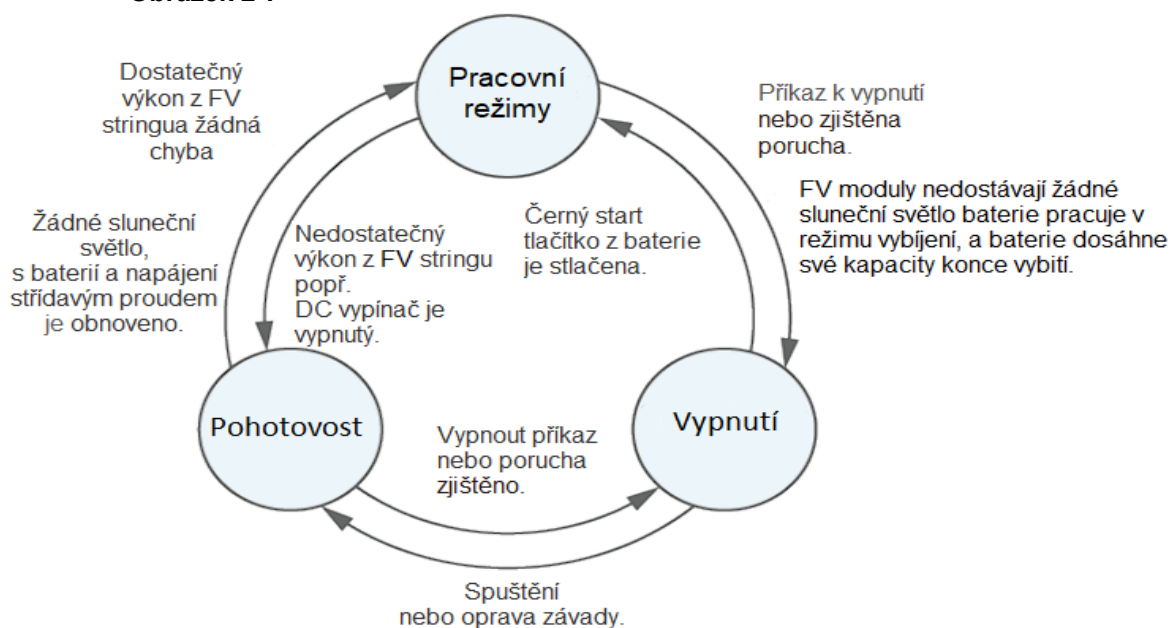 Pracovní
režimy
Dostatečný
výkon z FV
stringua žádná
chyba
Příkaz k vypnutí
nebo zjištěna
porucha.
FV moduly nedostávají žádné
sluneční světlo baterie pracuje v
režimu vybíjení, a baterie dosáhne
své kapacity konce vybití.
Žádné sluneční
světlo,
s baterií a napájení
střídavým proudem
je obnoveno.
Nedostatečný
výkon z FV stringu
popř.
DC vypínač je
vypnutý.
Černý start
tlačítko z baterie
je stlačena.
Pohotovost
Vypnutí
Vypnout příkaz
nebo porucha
zjištěno.
Spuštění
nebo oprava závady.